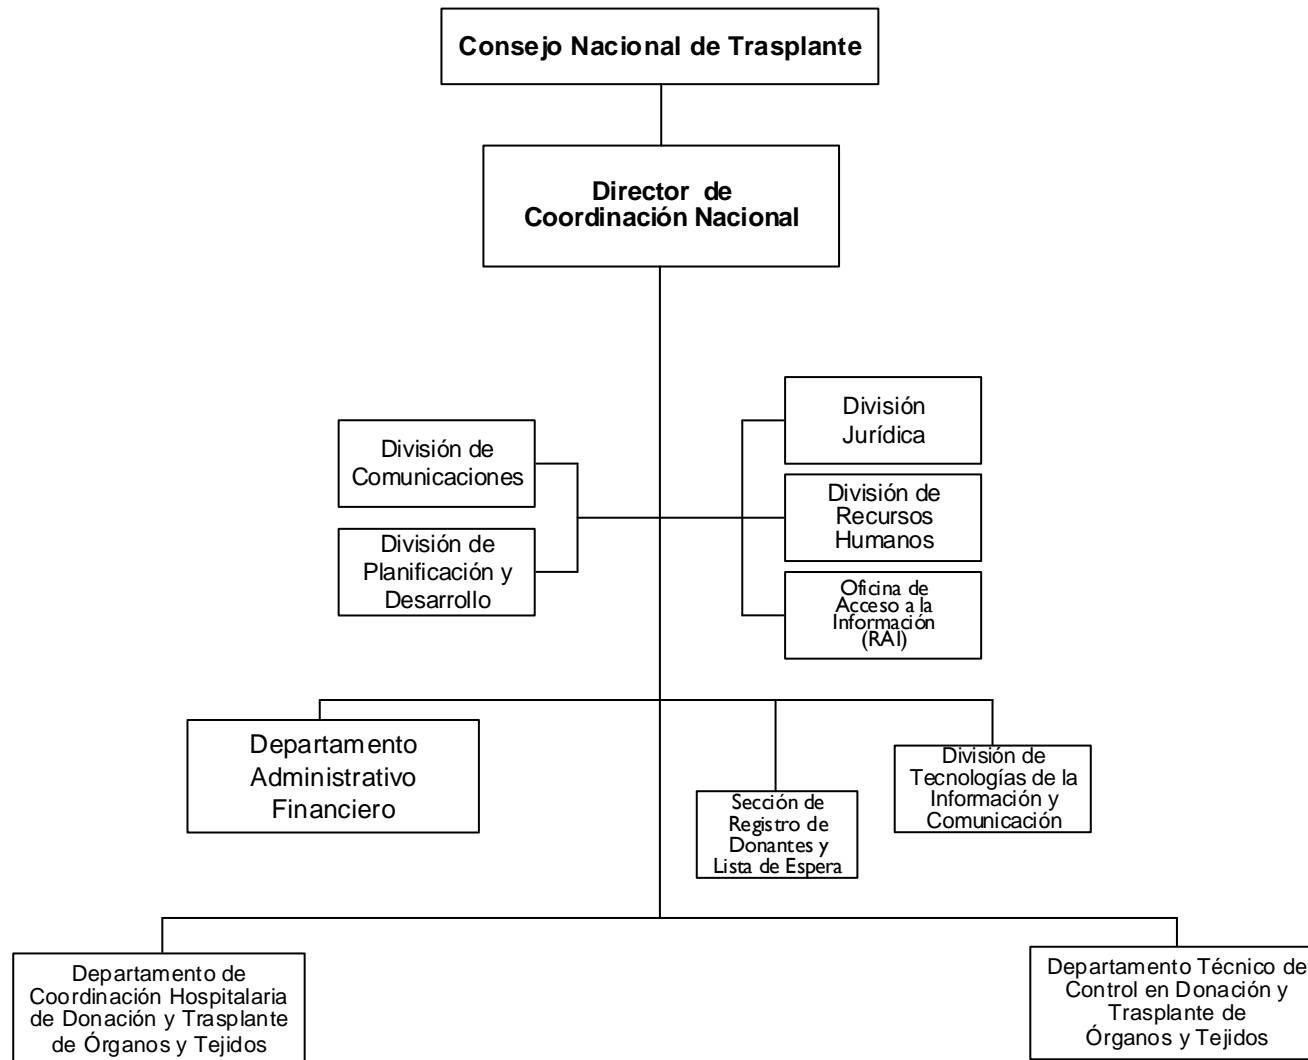 Consejo Nacional de Trasplante
Director de
Coordinación Nacional
División de
Comunicaciones
División de
Planificación y
Desarrollo
División
Jurídica
División de
Recursos
Humanos
Oficina de
Acceso a la
Información
(RAI)
Departamento
Administrativo
Financiero
Sección de
Registro de
Donantes y
Lista de Espera
División de
Tecnologías de la
Información y
Comunicación
Departamento de
Coordinación Hospitalaria
de Donación y Trasplante
de Órganos y Tejidos
Departamento Técnico de
Control en Donación y
Trasplante de
Órganos y Tejidos